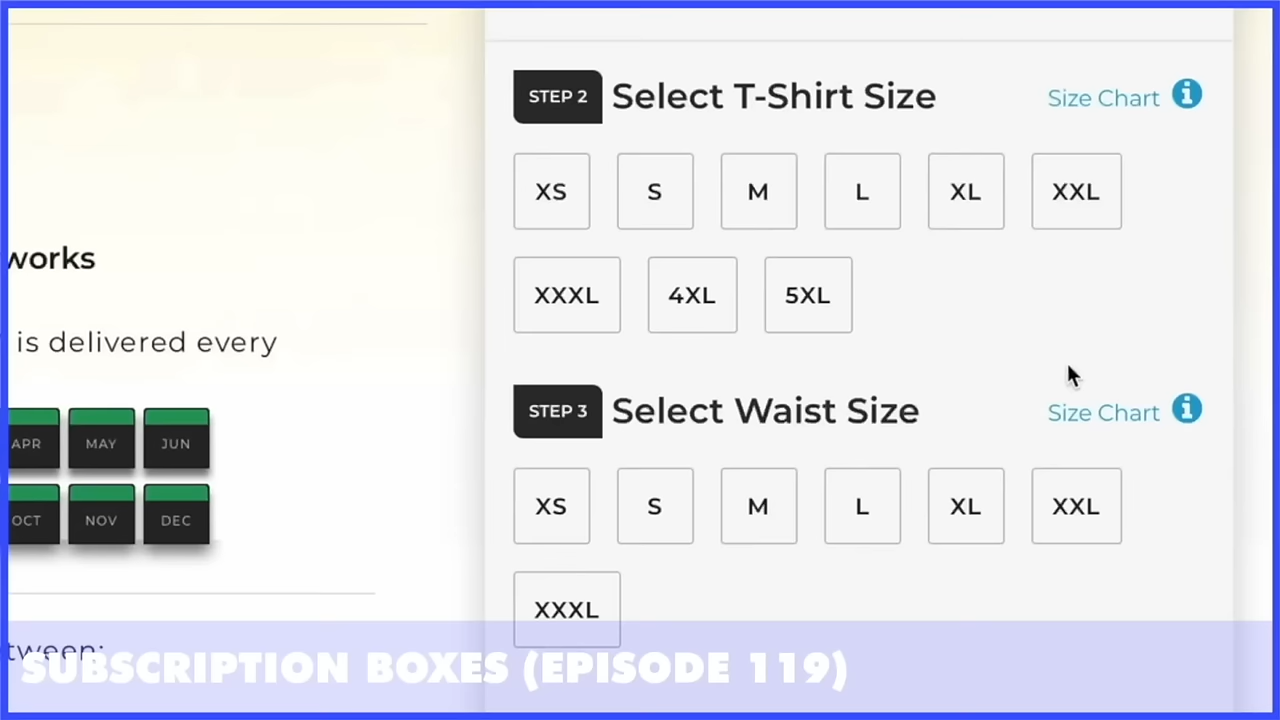 works
is delivered every
APR MAY JUN
OCT NOV DEC
tween:
STEP 2 Select T-Shirt Size Size Chart i
XS S M L XL XXL
XXXL 4XL 5XL
STEP 3 Select Waist Size Size Chart i
XS S M L XL XXL
XXXL
SUBSCRIPTION BOXES (EPISODE 119)